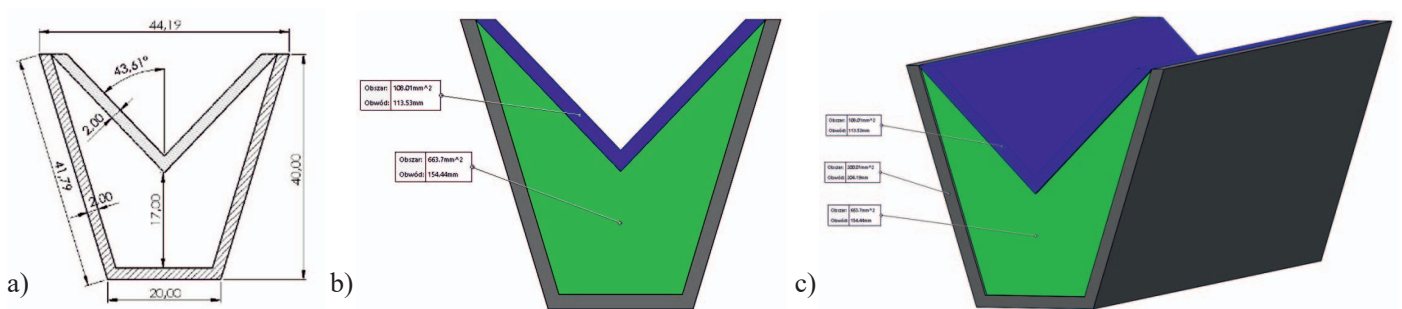 44,19
43,61°
2,00
41,79
2,00
17,00
40,00
20,00
a)
Obszar: 108.01mm^2
Obwód: 113.53mm
Obszar: 663.7mm^2
Obwód: 154.44mm
b)
Obszar: 108.01mm^2
Obwód: 113.53mm
Obszar:
Obwód:
Obszar: 663.7mm^2
Obwód: 154.44mm
c)